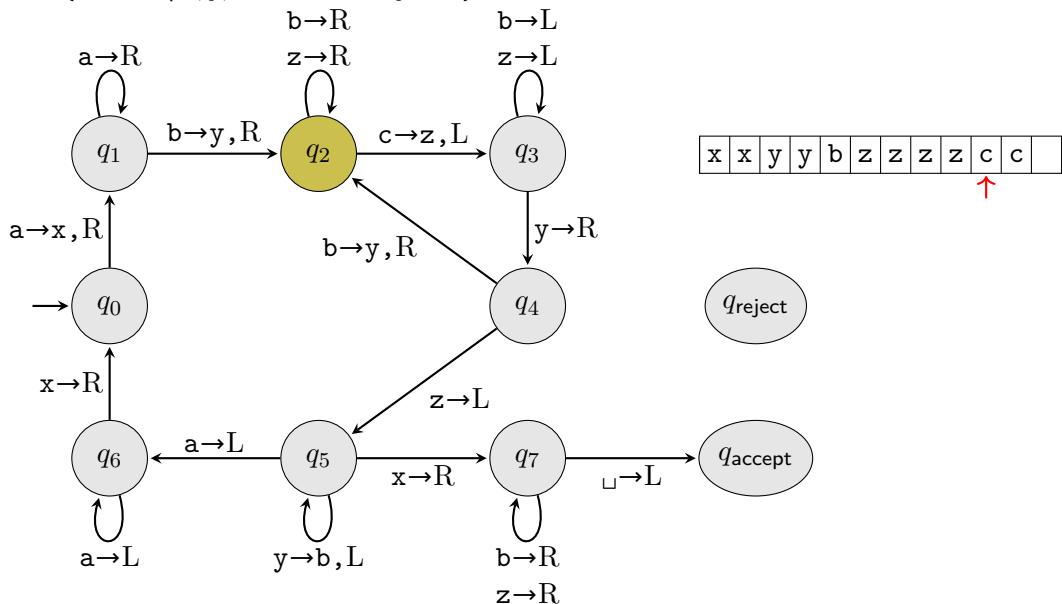 b→R
b→L
a→R
z→R
z→L
q1
b→y,R
q2
c→z,L
q3
x x y y b z z z z c c
↑
a→x,R
b→y,R
y→R
q0
q4
qreject
x→R
z→L
q6
a→L
q5
x→R
q7
␣→L
qaccept
a→L
y→b,L
b→R
z→R